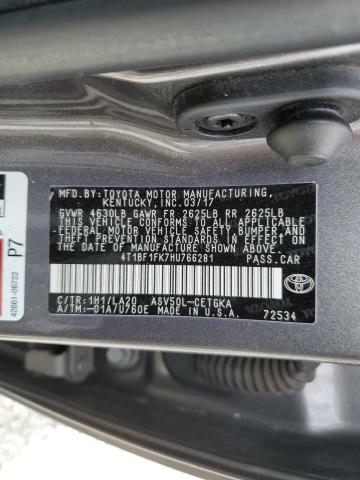 MFD.BY:TOYOTA MOTOR MANUFACTURING,
KENTUCKY, INC. 03/17
GVWR 4630LB GAWR FR 2625LB RR 2625LB
THIS VEHICLE CONFORMS TO ALL APPLICABLE
FEDERAL MOTOR VEHICLE SAFETY, BUMPER, AND
THEFT PREVENTION STANDARDS IN EFFECT ON
THE DATE OF MANUFACTURE SHOWN ABOVE.
4T1BF1FK7HU766281 PASS.CAR
C/TR:1H1/LA20 ASV50L-CETGKA
A/TM:-01A/U760E MADE IN U.S.A.
72534
P7
42661-06722